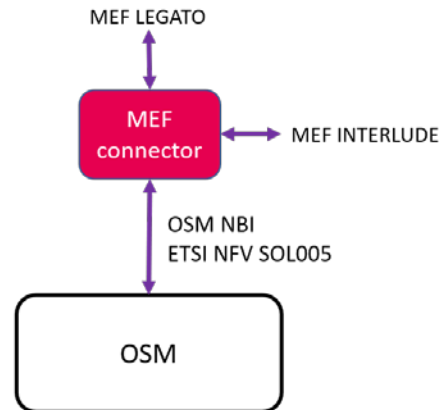 MEF LEGATO
MEF
connector
MEF INTERLUDE
OSM NBI
ETSI NFV SOL005
OSM